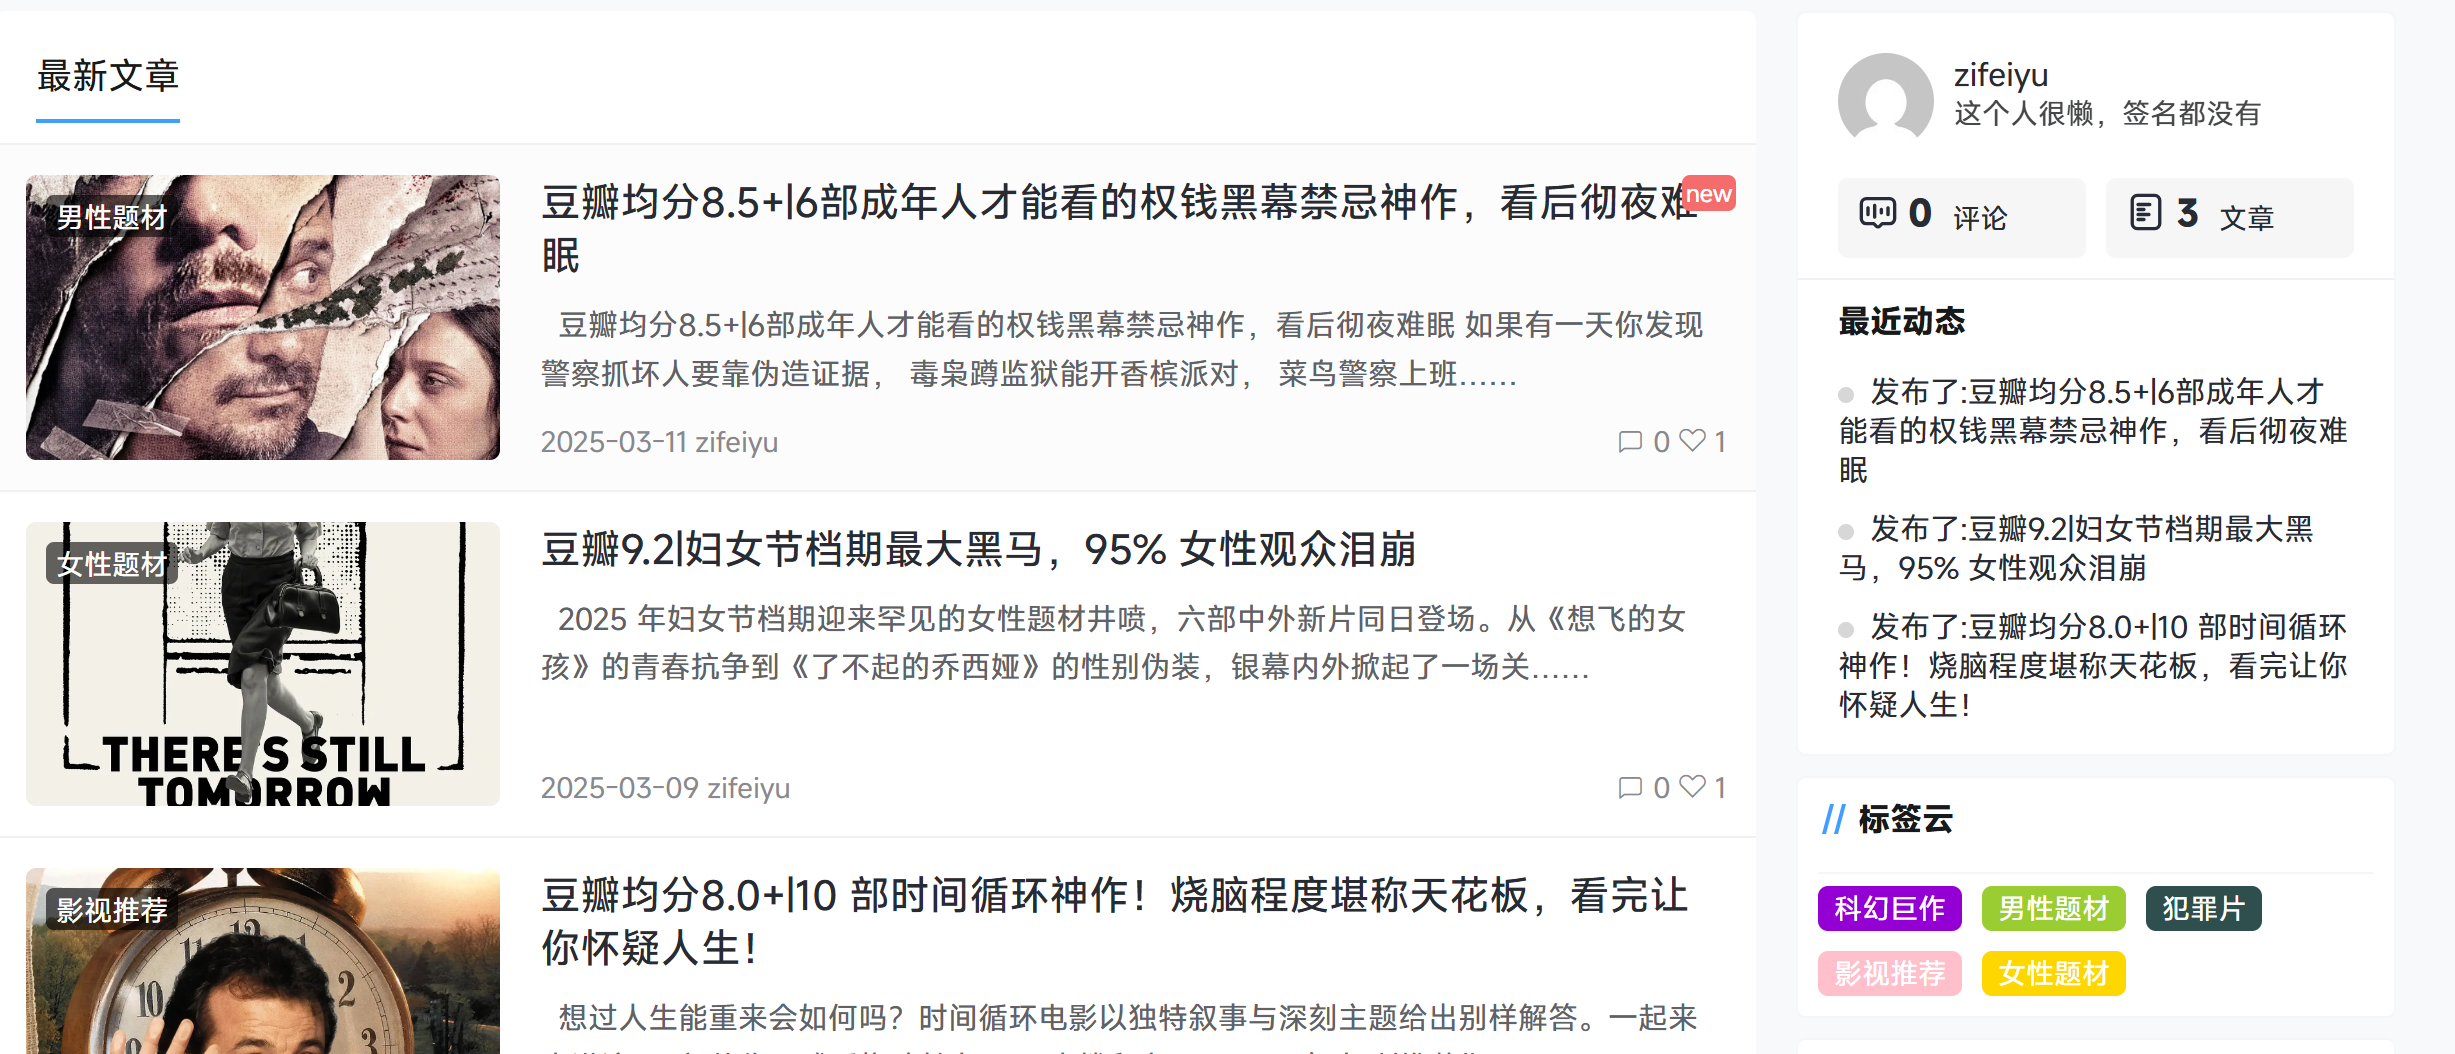 最新文章
男性题材
豆瓣均分8.5+|6部成年人才能看的权钱黑幕禁忌神作，看后彻夜难
眠
new
豆瓣均分8.5+|6部成年人才能看的权钱黑幕禁忌神作，看后彻夜难眠 如果有一天你发现
警察抓坏人要靠伪造证据， 毒枭蹲监狱能开香槟派对， 菜鸟警察上班……
2025-03-11 zifeiyu
0 1
女性题材
THERE'S STILL
TOMORROW
豆瓣9.2|妇女节档期最大黑马，95% 女性观众泪崩
2025 年妇女节档期迎来罕见的女性题材井喷，六部中外新片同日登场。从《想飞的女
孩》的青春抗争到《了不起的乔西娅》的性别伪装，银幕内外掀起了一场关……
2025-03-09 zifeiyu
0 1
影视推荐
11 12
10 2
9 3
豆瓣均分8.0+|10 部时间循环神作！烧脑程度堪称天花板，看完让
你怀疑人生！
想过人生能重来会如何吗？时间循环电影以独特叙事与深刻主题给出别样解答。一起来
zifeiyu
这个人很懒，签名都没有
0 评论
3 文章
最近动态
发布了:豆瓣均分8.5+|6部成年人才
能看的权钱黑幕禁忌神作，看后彻夜难
眠
发布了:豆瓣9.2|妇女节档期最大黑
马，95% 女性观众泪崩
发布了:豆瓣均分8.0+|10 部时间循环
神作！烧脑程度堪称天花板，看完让你
怀疑人生！
// 标签云
科幻巨作 男性题材 犯罪片
影视推荐 女性题材